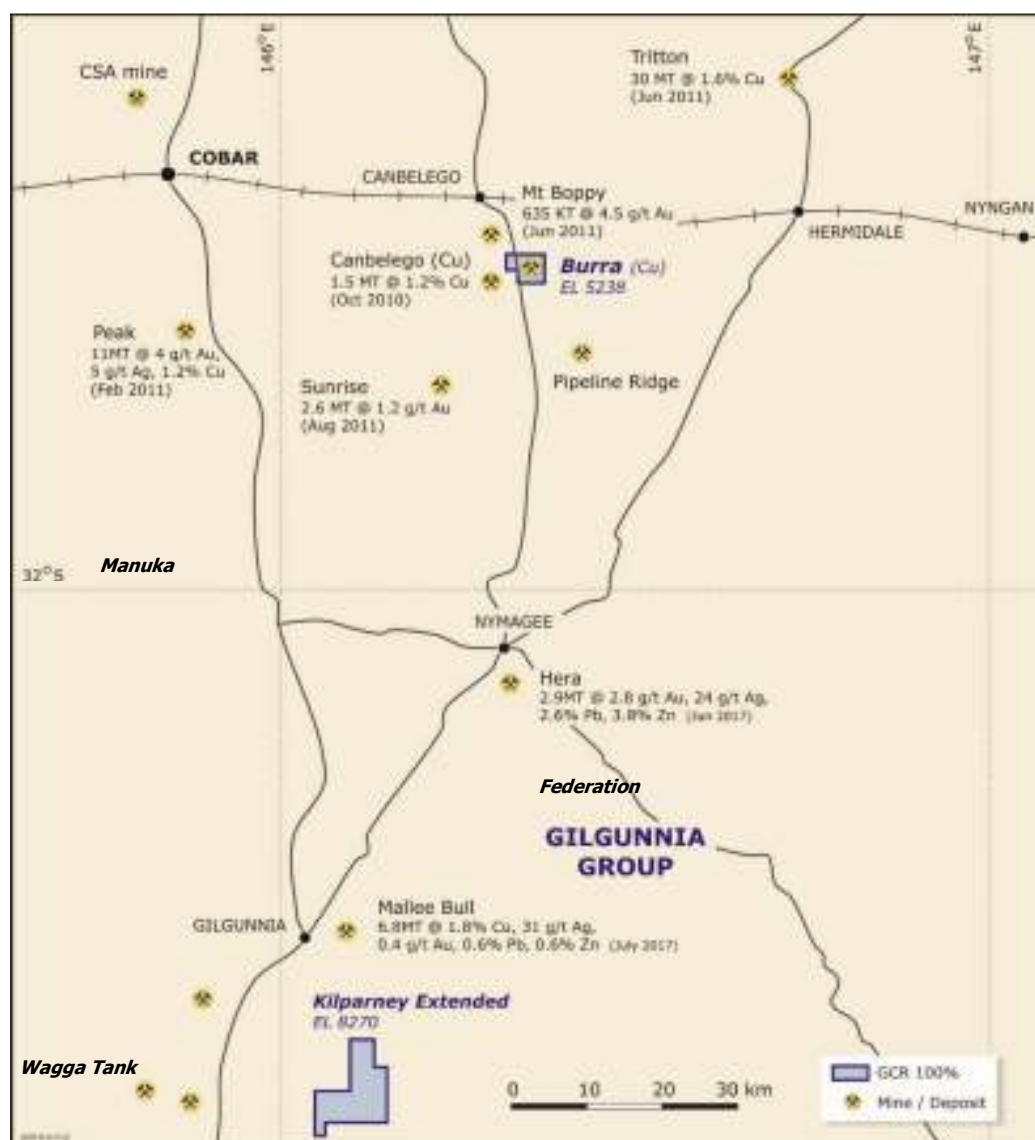 146°E
147°E
CSA mine
Tritton
30 MT @ 1.6% Cu
(Jun 2011)
COBAR
CANBELEGO
Mt Boppy
635 KT @ 4.5 g/t Au
(Jun 2011)
NYNGAN
HERMIDALE
Canbelego (Cu)
1.5 MT @ 1.2% Cu
(Oct 2010)
Burra (Cu)
EL 5238
Peak
11MT @ 4 g/t Au,
5 g/t Ag, 1.2% Cu
(Feb 2011)
Sunrise
2.6 MT @ 1.2 g/t Au
(Aug 2011)
Pipeline Ridge
Manuka
32°S
NYMAGEE
Hera
2.9MT @ 2.8 g/t Au, 24 g/t Ag,
2.6% Pb, 3.8% Zn (Jun 2017)
Federation
GILGUNNIA
GROUP
Mallee Bull
6.8MT @ 1.8% Cu, 31 g/t Ag,
0.4 g/t Au, 0.6% Pb, 0.6% Zn (July 2017)
GILGUNNIA
Kilparney Extended
EL 8270
Wagga Tank
0 10 20 30 km
GCR 100%
Mine / Deposit